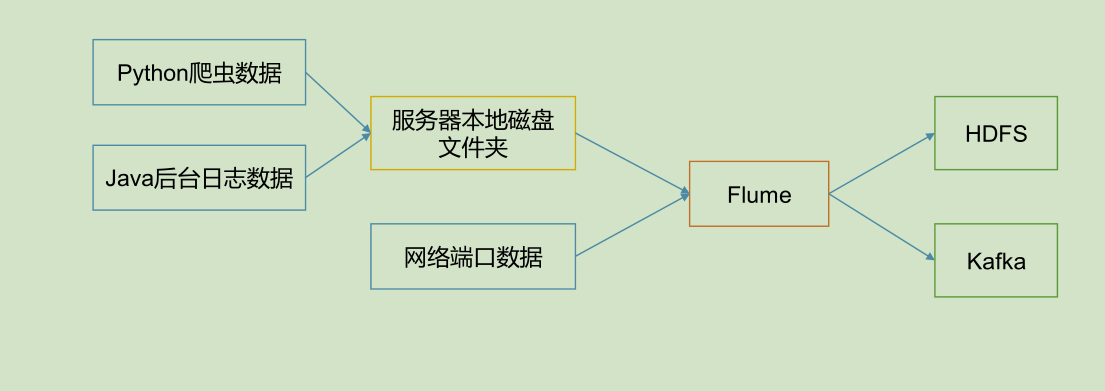 Python爬虫数据
Java后台日志数据
服务器本地磁盘
文件夹
网络端口数据
Flume
HDFS
Kafka